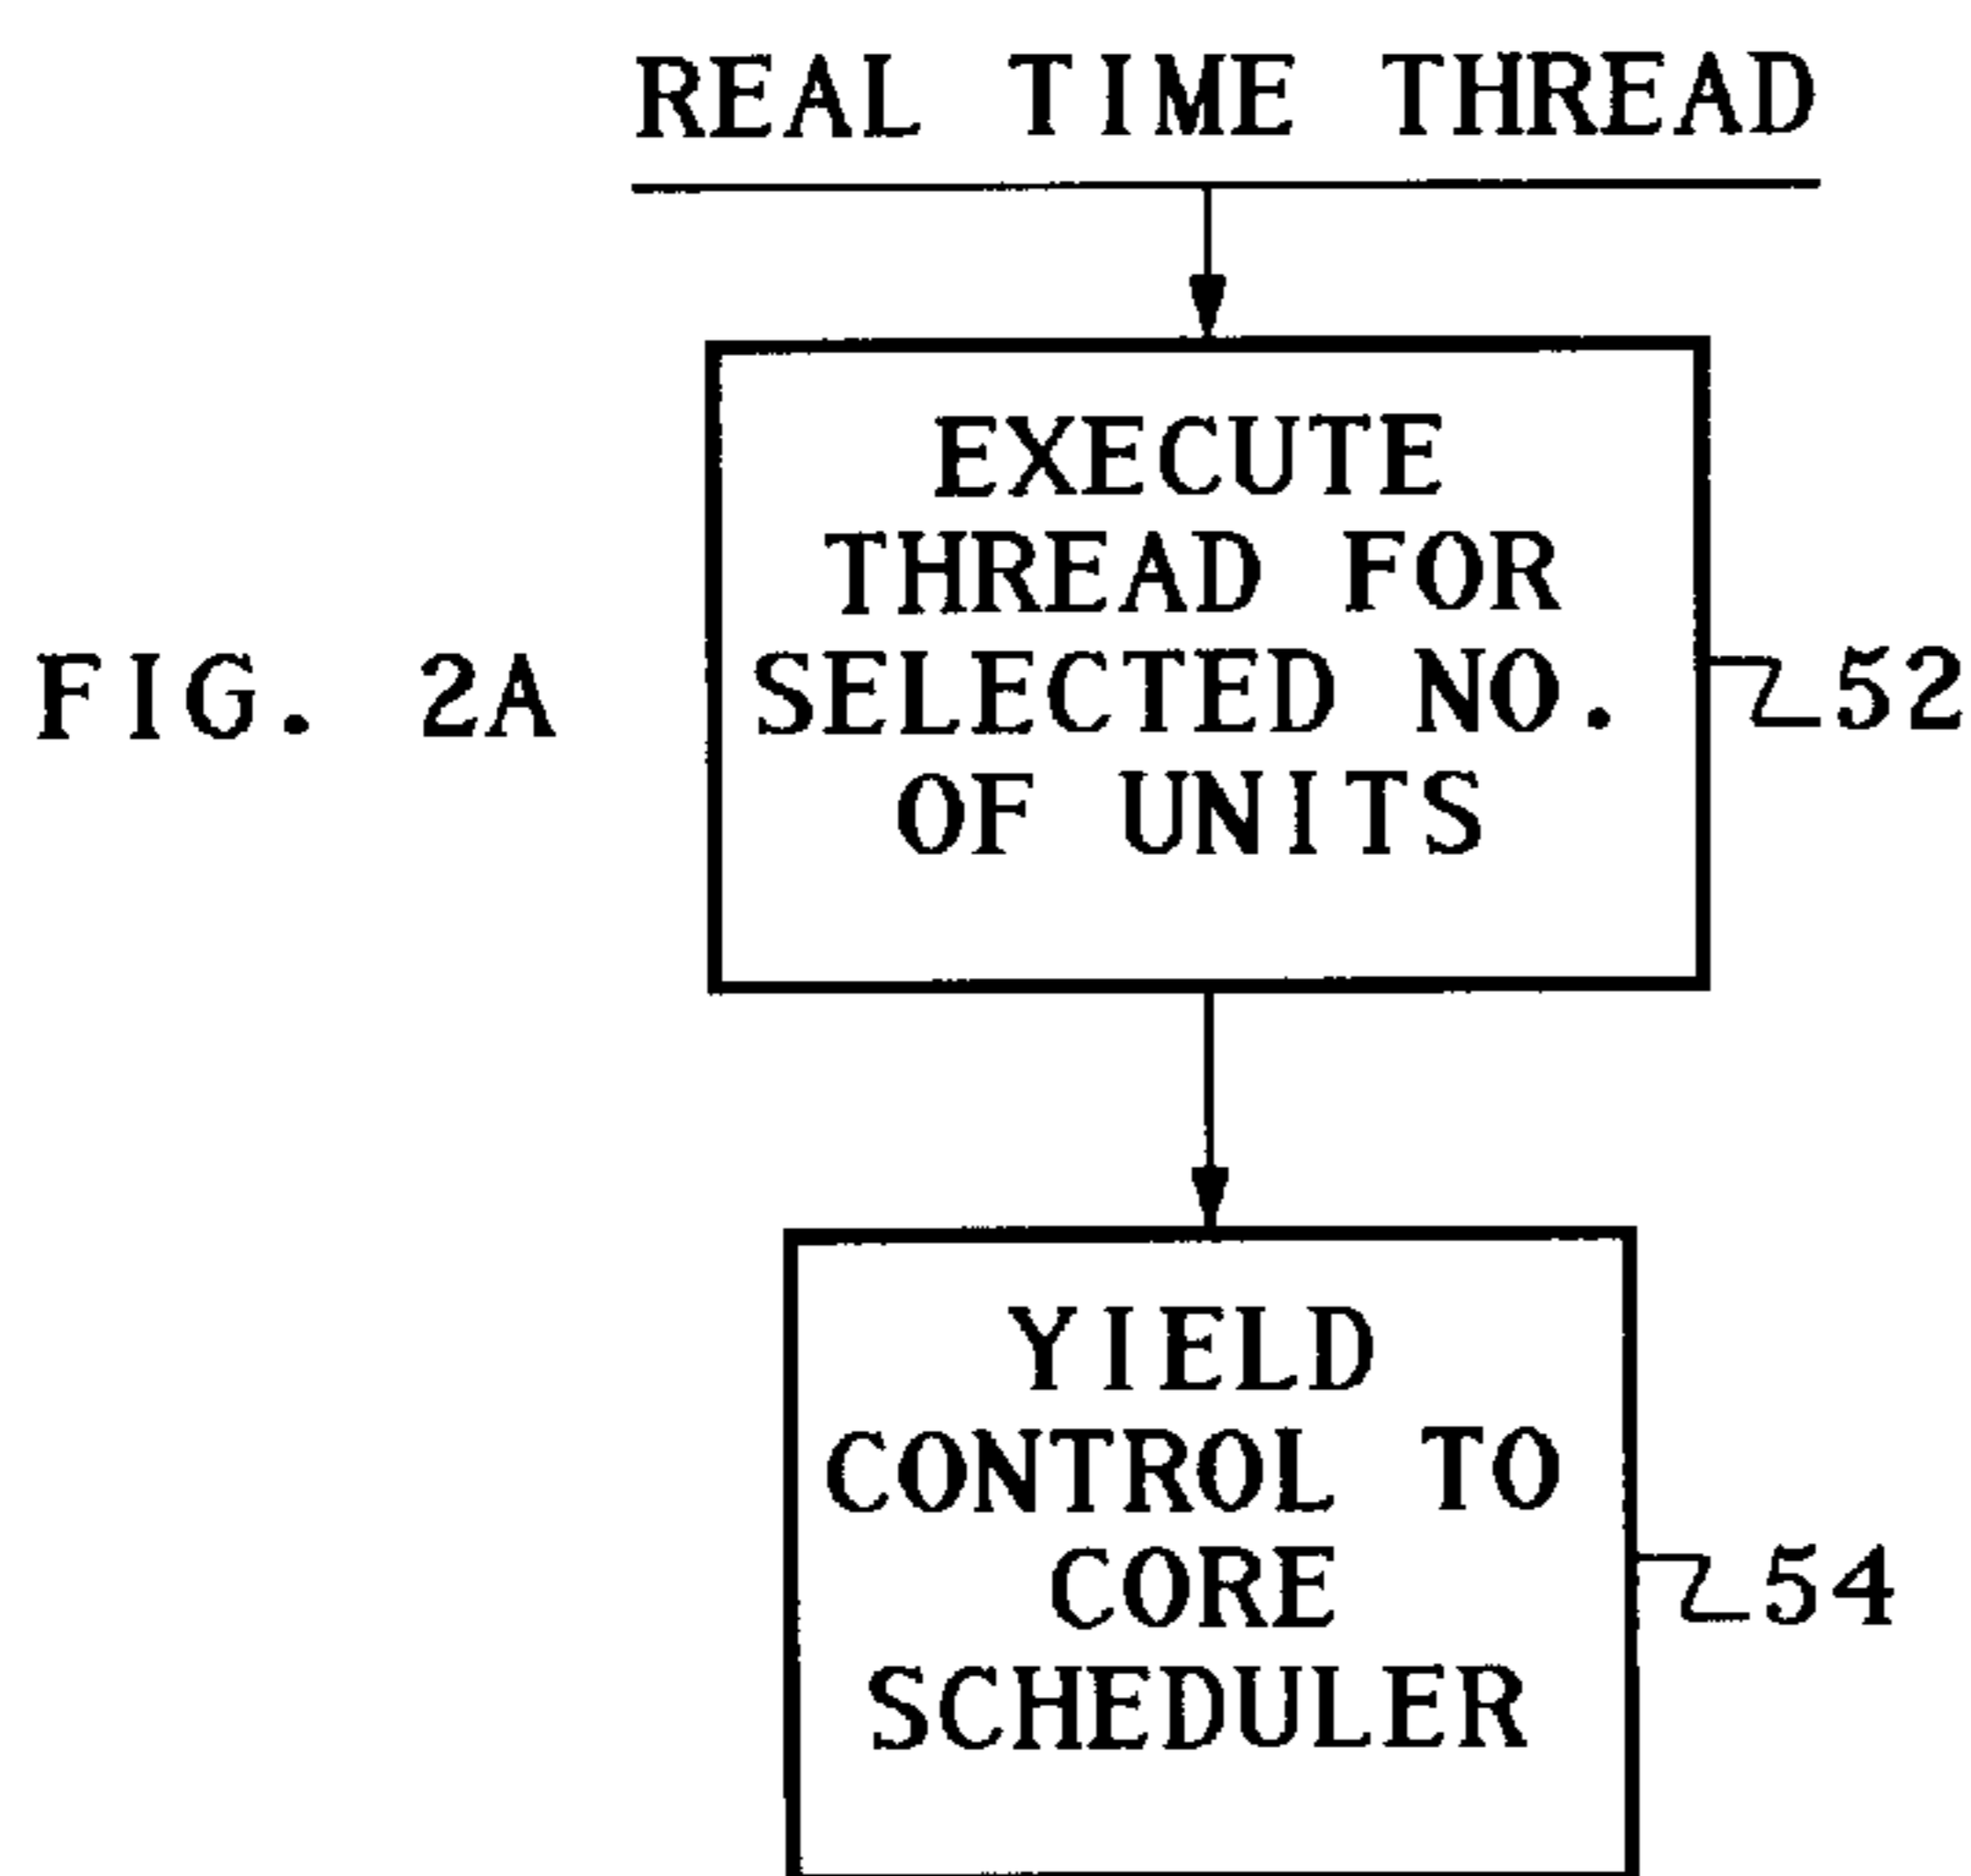 REAL TIME THREAD
EXECUTE
THREAD FOR
SELECTED NO.
OF UNITS
52
FIG. 2A
YIELD
CONTROL TO
CORE
SCHEDULER
54